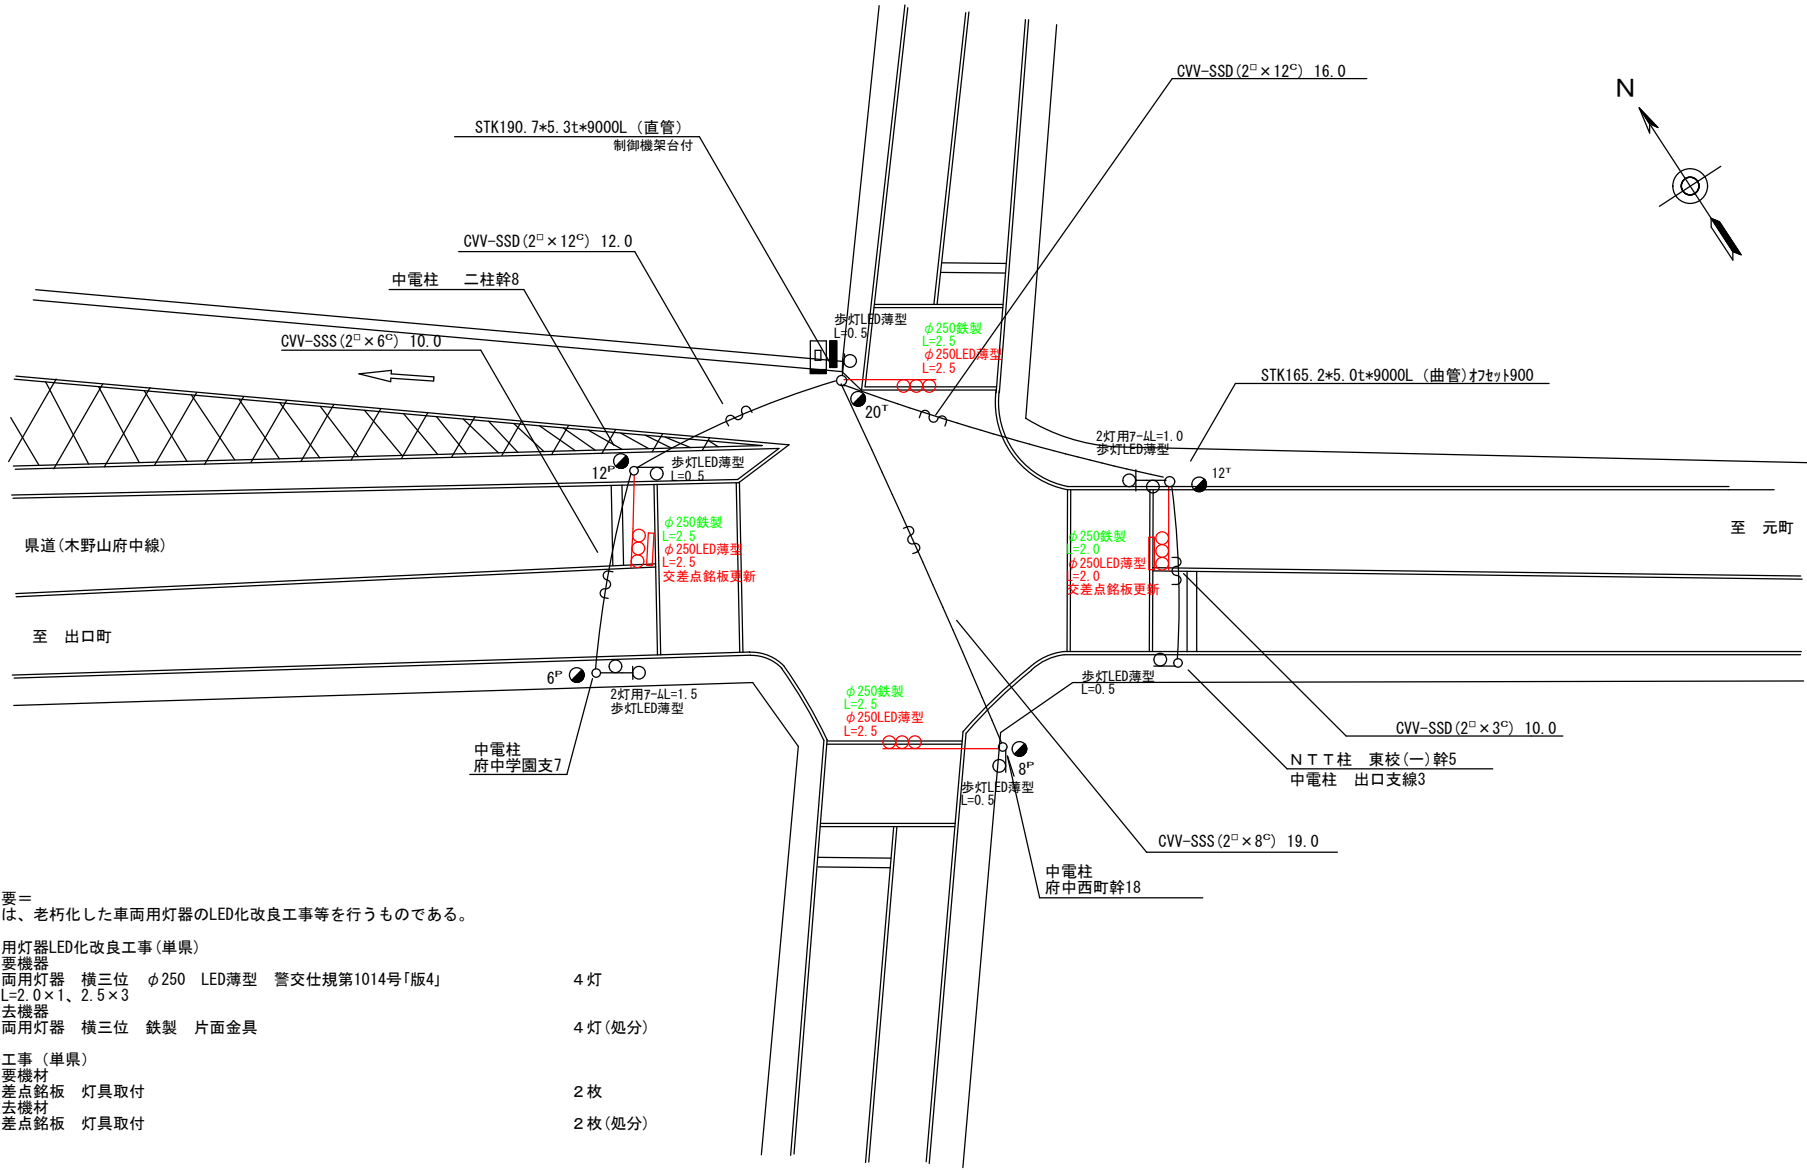 CVV-SSD(2□×12C) 16.0
N
STK190.7*5.3t*9000L (直管)
制御機架台付
CVV-SSD(2□×12C) 12.0
中電柱 二柱幹8
CVV-SSS(2□×6C) 10.0
歩灯LED薄型
L=0.5
φ250鉄製
L=2.5
φ250LED薄型
L=2.5
STK165.2*5.0t*9000L (曲管)オフセット900
20T
2灯用アームL=1.0
歩灯LED薄型
12T
12P
歩灯LED薄型
L=0.5
県道(木野山府中線)
φ250鉄製
L=2.5
φ250LED薄型
L=2.5
交差点銘板更新
φ250鉄製
L=2.0
φ250LED薄型
L=2.0
交差点銘板更新
至 元町
至 出口町
6P
2灯用アームL=1.5
歩灯LED薄型
φ250鉄製
L=2.5
φ250LED薄型
L=2.5
歩灯LED薄型
L=0.5
中電柱
府中学園支7
8P
歩灯LED薄型
L=0.5
CVV-SSD(2□×3C) 10.0
NTT柱 東校(一)幹5
中電柱 出口支線3
CVV-SSS(2□×8C) 19.0
中電柱
府中西町幹18
要=
は、老朽化した車両用灯器のLED化改良工事等を行うものである。
用灯器LED化改良工事(単県)
要機器
両用灯器 横三位 φ250 LED薄型 警交仕規第1014号「版4」 4灯
L=2.0×1、2.5×3
去機器
両用灯器 横三位 鉄製 片面金具 4灯(処分)
工事 (単県)
要機材
差点銘板 灯具取付 2枚
去機材
差点銘板 灯具取付 2枚(処分)